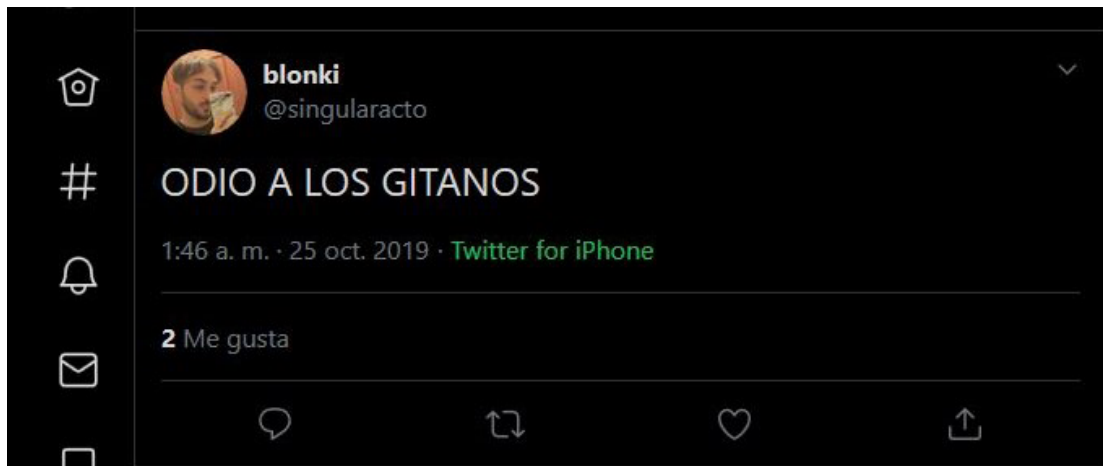 blonki
@singularacto
ODIO A LOS GITANOS
1:46 a. m. · 25 oct. 2019 · Twitter for iPhone
2 Me gusta